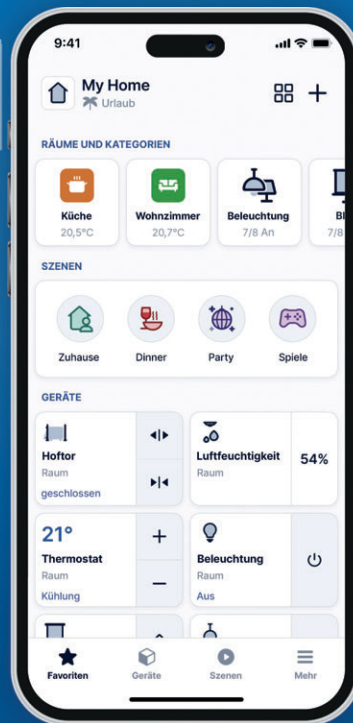 9:41
My Home
Urlaub
RÄUME UND KATEGORIEN
Küche
20,5°C
Wohnzimmer
20,7°C
Beleuchtung
7/8 An
7/8
SZENEN
Zuhause
Dinner
Party
Spiele
GERÄTE
Hoftor
Raum
geschlossen
Luftfeuchtigkeit
Raum
54%
21°
Thermostat
Raum
Kühlung
Beleuchtung
Raum
Aus
Favoriten
Geräte
Szenen
Mehr